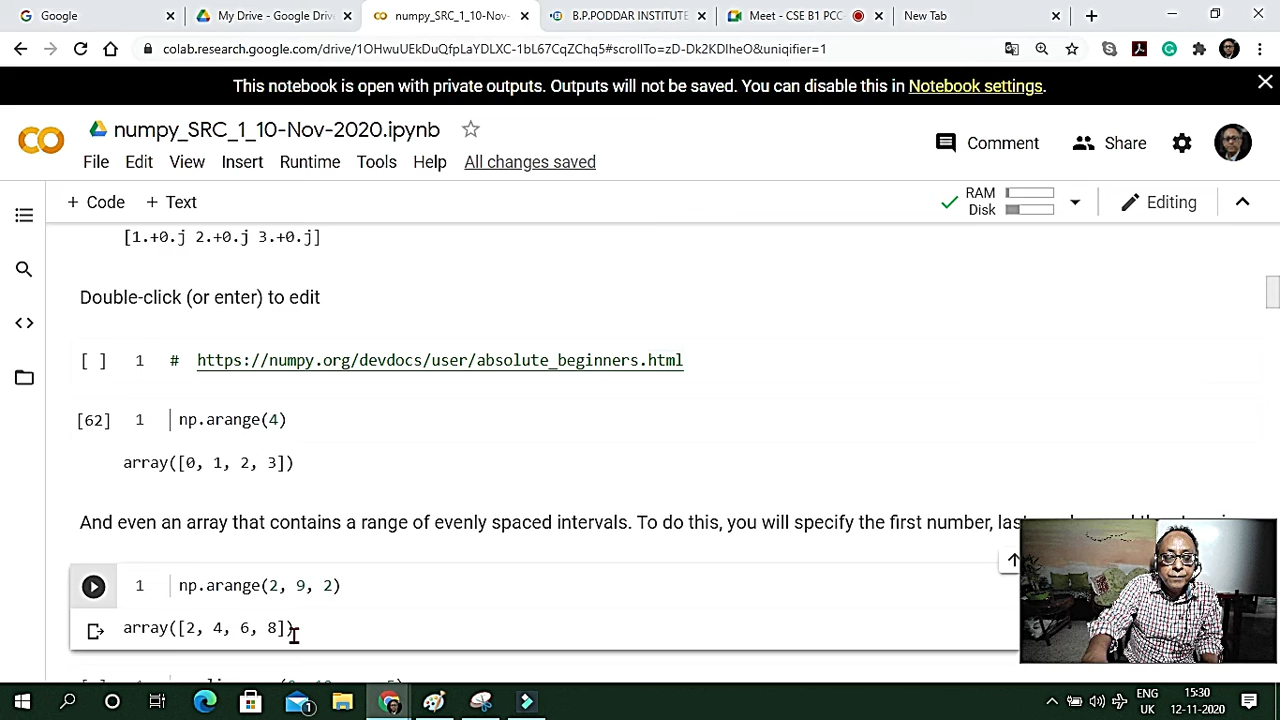 Google
My Drive - Google Driv
numpy_SRC_1_10-Nov-
B.P.PODDAR INSTITUTE
Meet - CSE B1 PCC
New Tab
colab.research.google.com/drive/1OHwuUEkDuQfpLaYDLXC-1bL67CqZChq5#scrollTo=zD-Dk2KDIheO&uniqifier=1
This notebook is open with private outputs. Outputs will not be saved. You can disable this in Notebook settings.
numpy_SRC_1_10-Nov-2020.ipynb
Comment
Share
File Edit View Insert Runtime Tools Help All changes saved
+ Code + Text
RAM
Disk
Editing
[1.+0.j 2.+0.j 3.+0.j]
Double-click (or enter) to edit
[ ] 1 # https://numpy.org/devdocs/user/absolute_beginners.html
[62] 1 np.arange(4)
array([0, 1, 2, 3])
And even an array that contains a range of evenly spaced intervals. To do this, you will specify the first number,
1 np.arange(2, 9, 2)
array([2, 4, 6, 8])
ENG
UK
15:30
12-11-2020